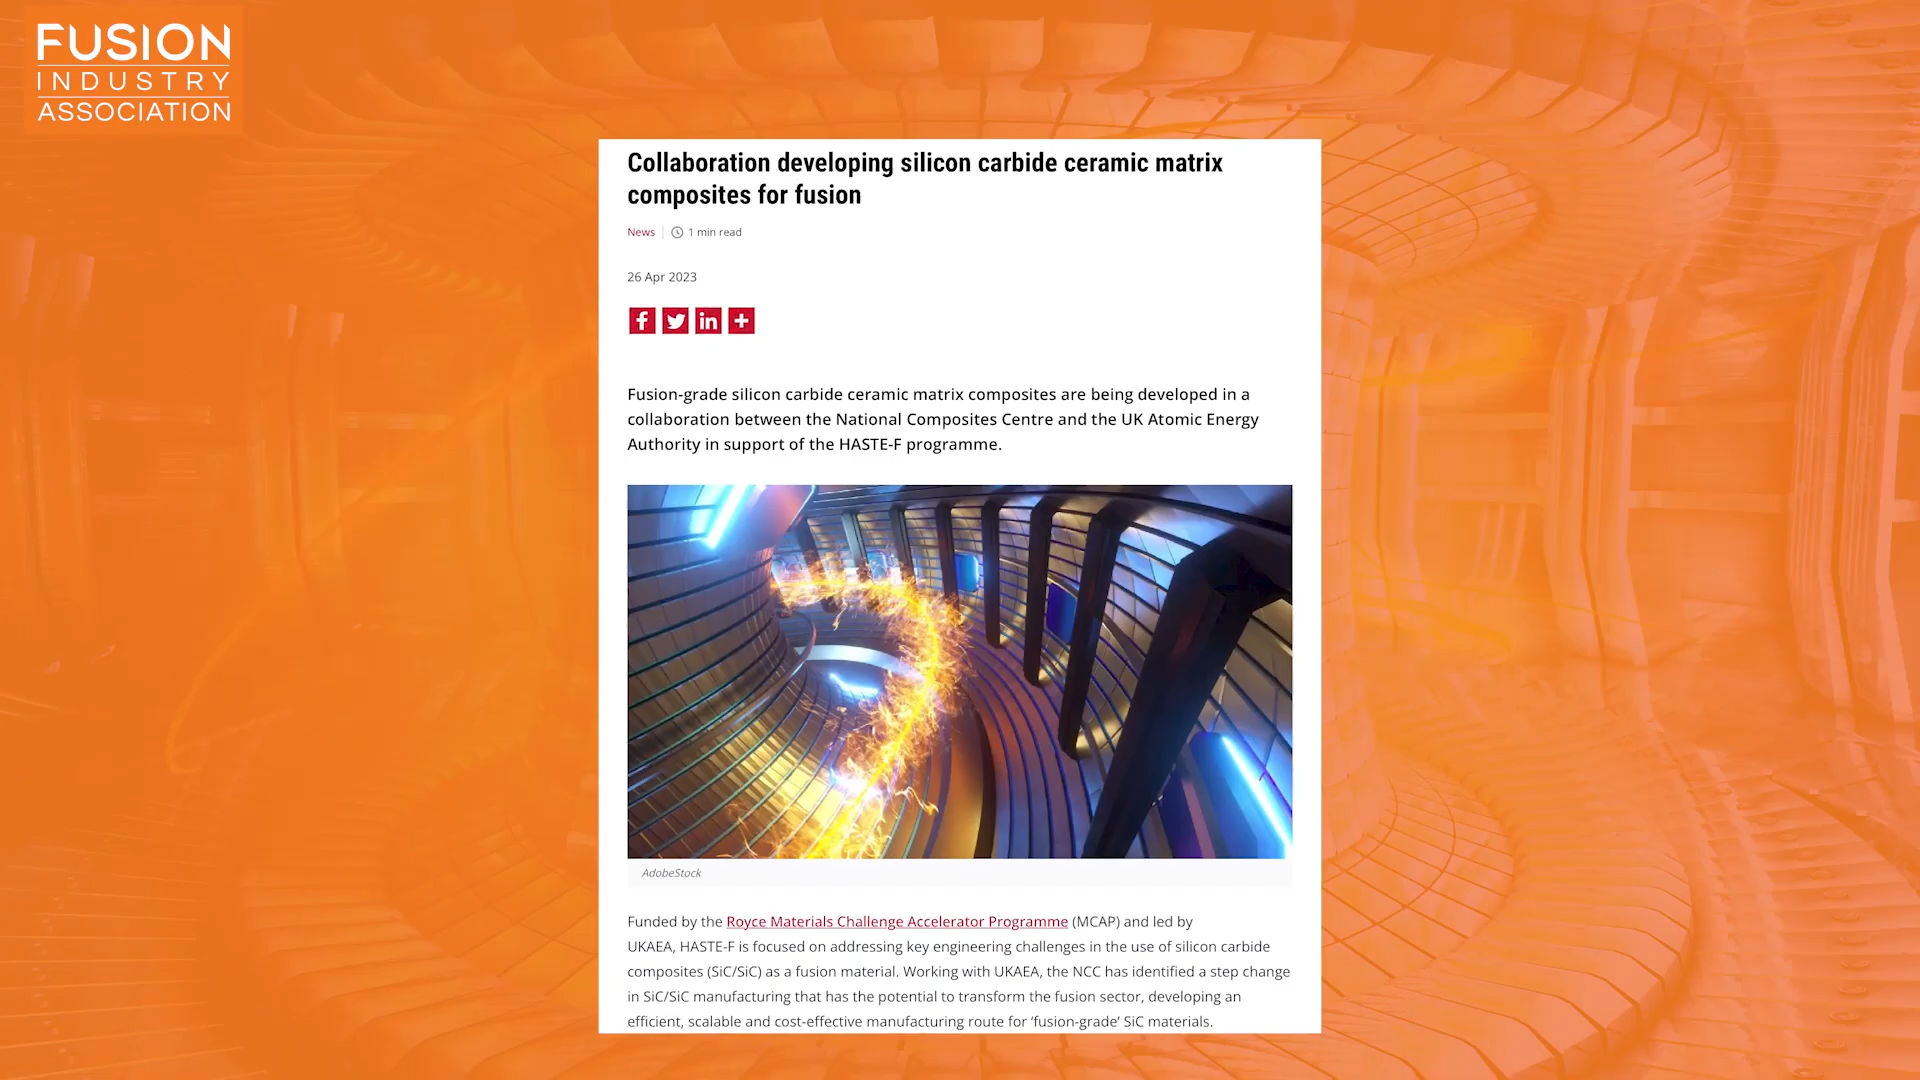 FUSION
INDUSTRY
ASSOCIATION
Collaboration developing silicon carbide ceramic matrix
composites for fusion
News
1 min read
26 Apr 2023
Fusion-grade silicon carbide ceramic matrix composites are being developed in a
collaboration between the National Composites Centre and the UK Atomic Energy
Authority in support of the HASTE-F programme.
AdobeStock
Funded by the Royce Materials Challenge Accelerator Programme (MCAP) and led by
UKAEA, HASTE-F is focused on addressing key engineering challenges in the use of silicon carbide
composites (SiC/SiC) as a fusion material. Working with UKAEA, the NCC has identified a step change
in SiC/SiC manufacturing that has the potential to transform the fusion sector, developing an
efficient, scalable and cost-effective manufacturing route for ‘fusion-grade’ SiC materials.